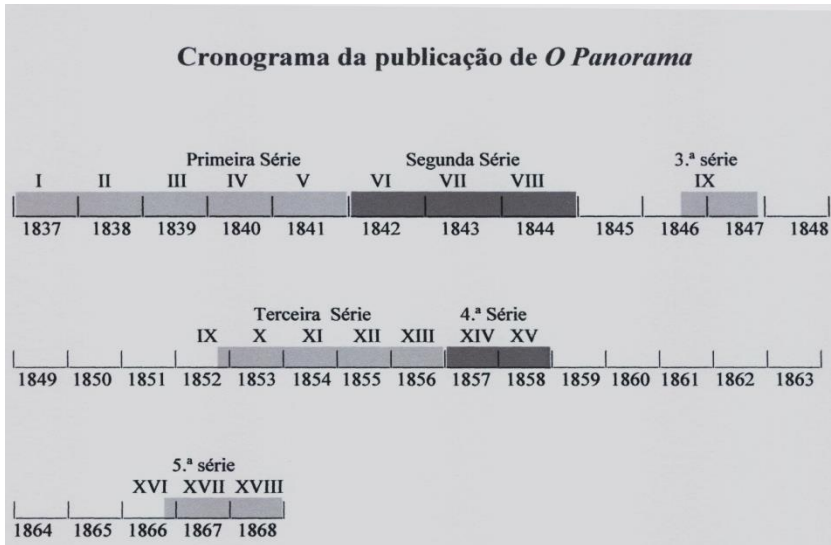 Cronograma da publicação de O Panorama
Primeira Série Segunda Série 3.ª série
I II III IV V VI VII VIII IX
1837 1838 1839 1840 1841 1842 1843 1844 1845 1846 1847 1848
Terceira Série 4.ª Série
IX X XI XII XIII XIV XV
1849 1850 1851 1852 1853 1854 1855 1856 1857 1858 1859 1860 1861 1862 1863
5.ª série
XVI XVII XVIII
1864 1865 1866 1867 1868